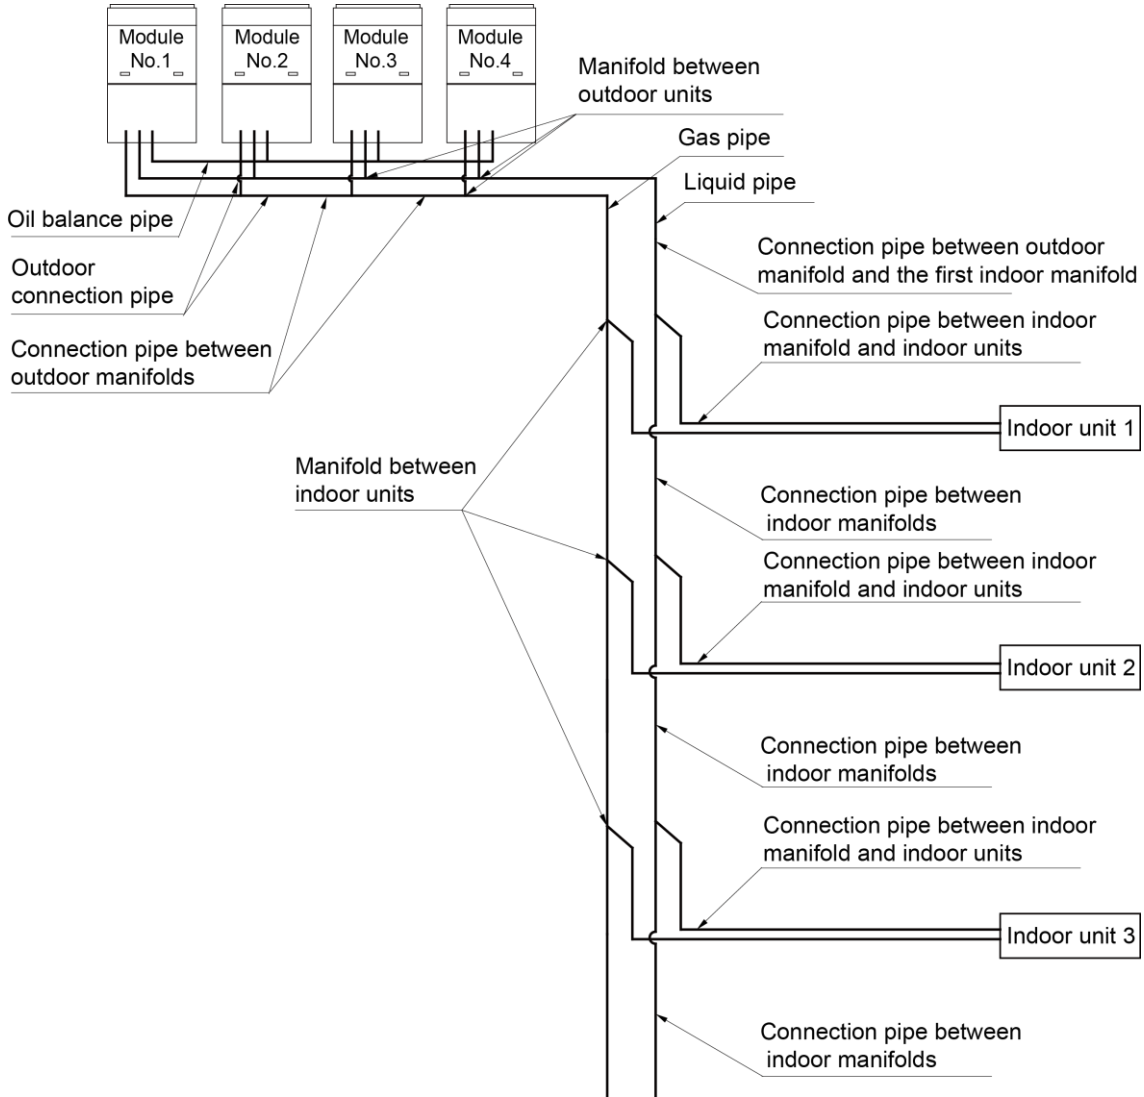 Module
No.1
Module
No.2
Module
No.3
Module
No.4
Manifold between
outdoor units
Gas pipe
Liquid pipe
Oil balance pipe
Outdoor
connection pipe
Connection pipe between outdoor
manifold and the first indoor manifold
Connection pipe between
outdoor manifolds
Connection pipe between indoor
manifold and indoor units
Indoor unit 1
Manifold between
indoor units
Connection pipe between
indoor manifolds
Connection pipe between indoor
manifold and indoor units
Indoor unit 2
Connection pipe between
indoor manifolds
Connection pipe between indoor
manifold and indoor units
Indoor unit 3
Connection pipe between
indoor manifolds